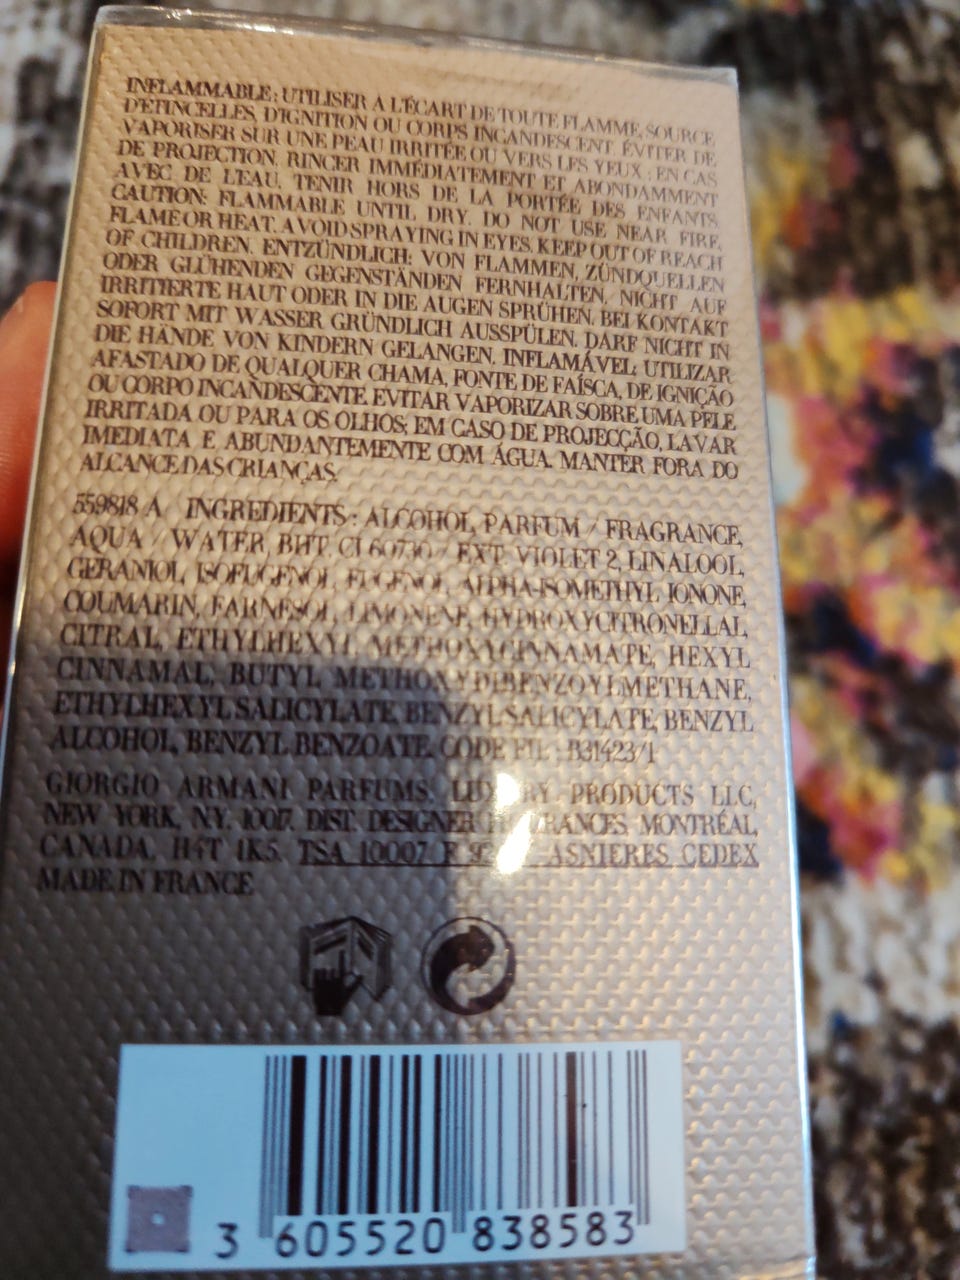 INFLAMMABLE : UTILISER A L'ÉCART DE TOUTE FLAMME, SOURCE
D'ÉTINCELLES, D'IGNITION OU CORPS INCANDESCENT. ÉVITER DE
VAPORISER SUR UNE PEAU IRRITÉE OU VERS LES YEUX ; EN CAS
DE PROJECTION, RINCER IMMÉDIATEMENT ET ABONDAMMENT
AVEC DE L'EAU. TENIR HORS DE LA PORTÉE DES ENFANTS.
CAUTION: FLAMMABLE UNTIL DRY. DO NOT USE NEAR FIRE,
FLAME OR HEAT. AVOID SPRAYING IN EYES. KEEP OUT OF REACH
OF CHILDREN. ENTZÜNDLICH: VON FLAMMEN, ZÜNDQUELLEN
ODER GLÜHENDEN GEGENSTÄNDEN FERNHALTEN. NICHT AUF
IRRITIERTE HAUT ODER IN DIE AUGEN SPRÜHEN. BEI KONTAKT
SOFORT MIT WASSER GRÜNDLICH AUSSPÜLEN. DARF NICHT IN
DIE HÄNDE VON KINDERN GELANGEN. INFLAMÁVEL: UTILIZAR
AFASTADO DE QUALQUER CHAMA, FONTE DE FAÍSCA, DE IGNIÇÃO
OU CORPO INCANDESCENTE. EVITAR VAPORIZAR SOBRE UMA PELE
IRRITADA OU PARA OS OLHOS; EM CASO DE PROJECÇÃO, LAVAR
IMEDIATA E ABUNDANTEMENTE COM ÁGUA. MANTER FORA DO
ALCANCE DAS CRIANÇAS.
559818 A / INGREDIENTS : ALCOHOL, PARFUM / FRAGRANCE,
AQUA / WATER, BHT, CI 60730 / EXT. VIOLET 2, LINALOOL,
GERANIOL, ISOEUGENOL, EUGENOL, ALPHA-ISOMETHYL IONONE,
COUMARIN, FARNESOL, LIMONENE, HYDROXYCITRONELLAL,
CITRAL, ETHYLHEXYL METHOXYCINNAMATE, HEXYL
CINNAMAL, BUTYL METHOXYDIBENZOYLMETHANE,
ETHYLHEXYL SALICYLATE, BENZYL SALICYLATE, BENZYL
ALCOHOL, BENZYL BENZOATE. CODE FIL : B31423/1
GIORGIO ARMANI PARFUMS. LUXURY PRODUCTS LLC,
NEW YORK, N.Y. 10017. DIST. DESIGNER FRAGRANCES, MONTRÉAL,
CANADA, H4T 1K5. TSA 10007 F ASNIERES CEDEX
MADE IN FRANCE
3 605520 838583